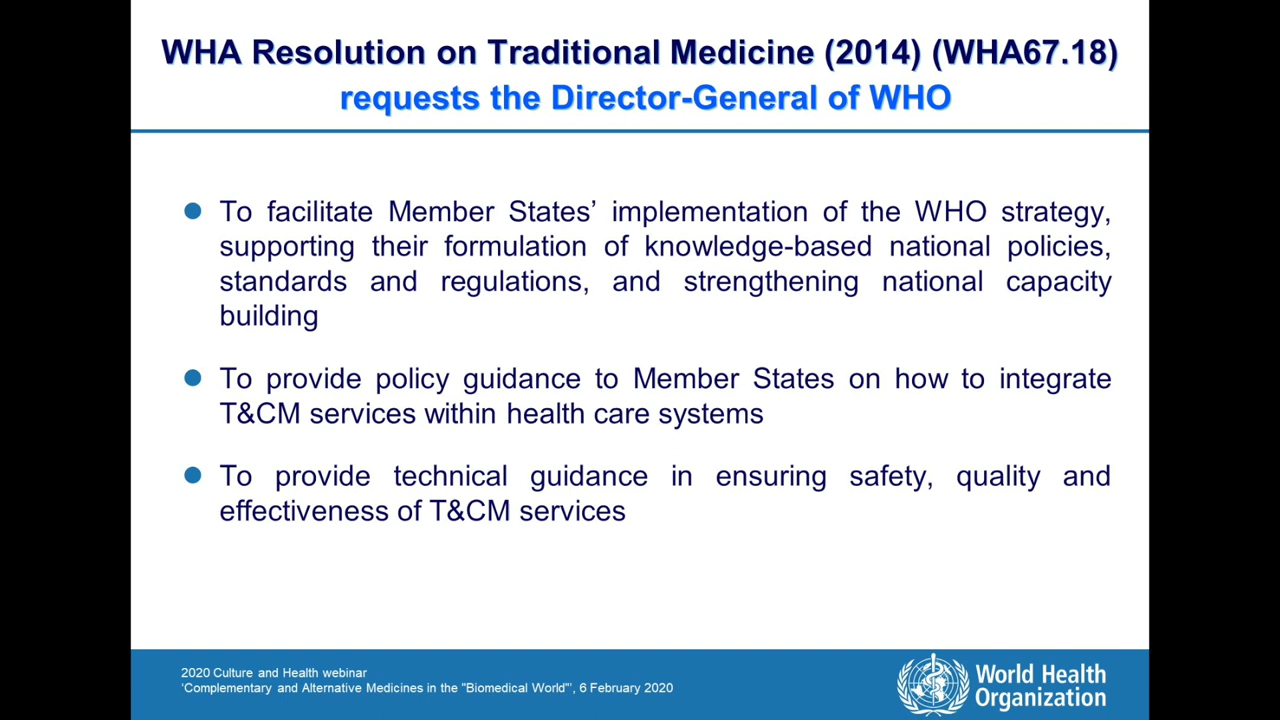 WHA Resolution on Traditional Medicine (2014) (WHA67.18)
requests the Director-General of WHO
To facilitate Member States’ implementation of the WHO strategy,
supporting their formulation of knowledge-based national policies,
standards and regulations, and strengthening national capacity
building
To provide policy guidance to Member States on how to integrate
T&CM services within health care systems
To provide technical guidance in ensuring safety, quality and
effectiveness of T&CM services
2020 Culture and Health webinar
‘Complementary and Alternative Medicines in the "Biomedical World"‘, 6 February 2020
World Health
Organization